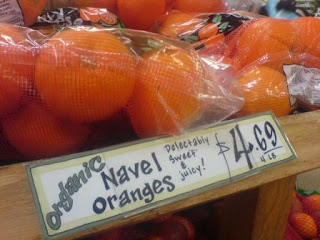 organic
Navel
oranges
Delectably
sweet
&
juicy!
$4.69
4 LB